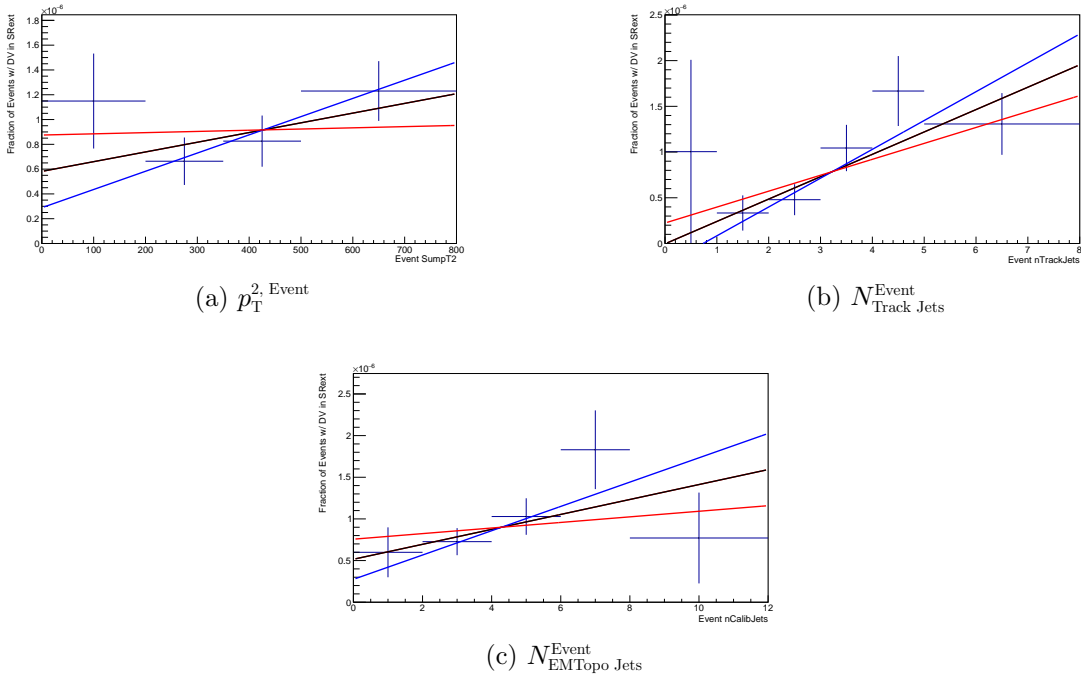 ×10⁻⁶
Fraction of Events w/ DV in SRext
1.8
1.6
1.4
1.2
1
0.8
0.6
0.4
0.2
0
0 100 200 300 400 500 600 700 800
Event SumpT2
(a) p_T^{2, Event}
×10⁻⁶
Fraction of Events w/ DV in SRext
2.5
2
1.5
1
0.5
0
0 1 2 3 4 5 6 7 8
Event nTrackJets
(b) N_{Track Jets}^{Event}
×10⁻⁶
Fraction of Events w/ DV in SRext
2.5
2
1.5
1
0.5
0
0 2 4 6 8 10 12
Event nCalibJets
(c) N_{EMTopo Jets}^{Event}